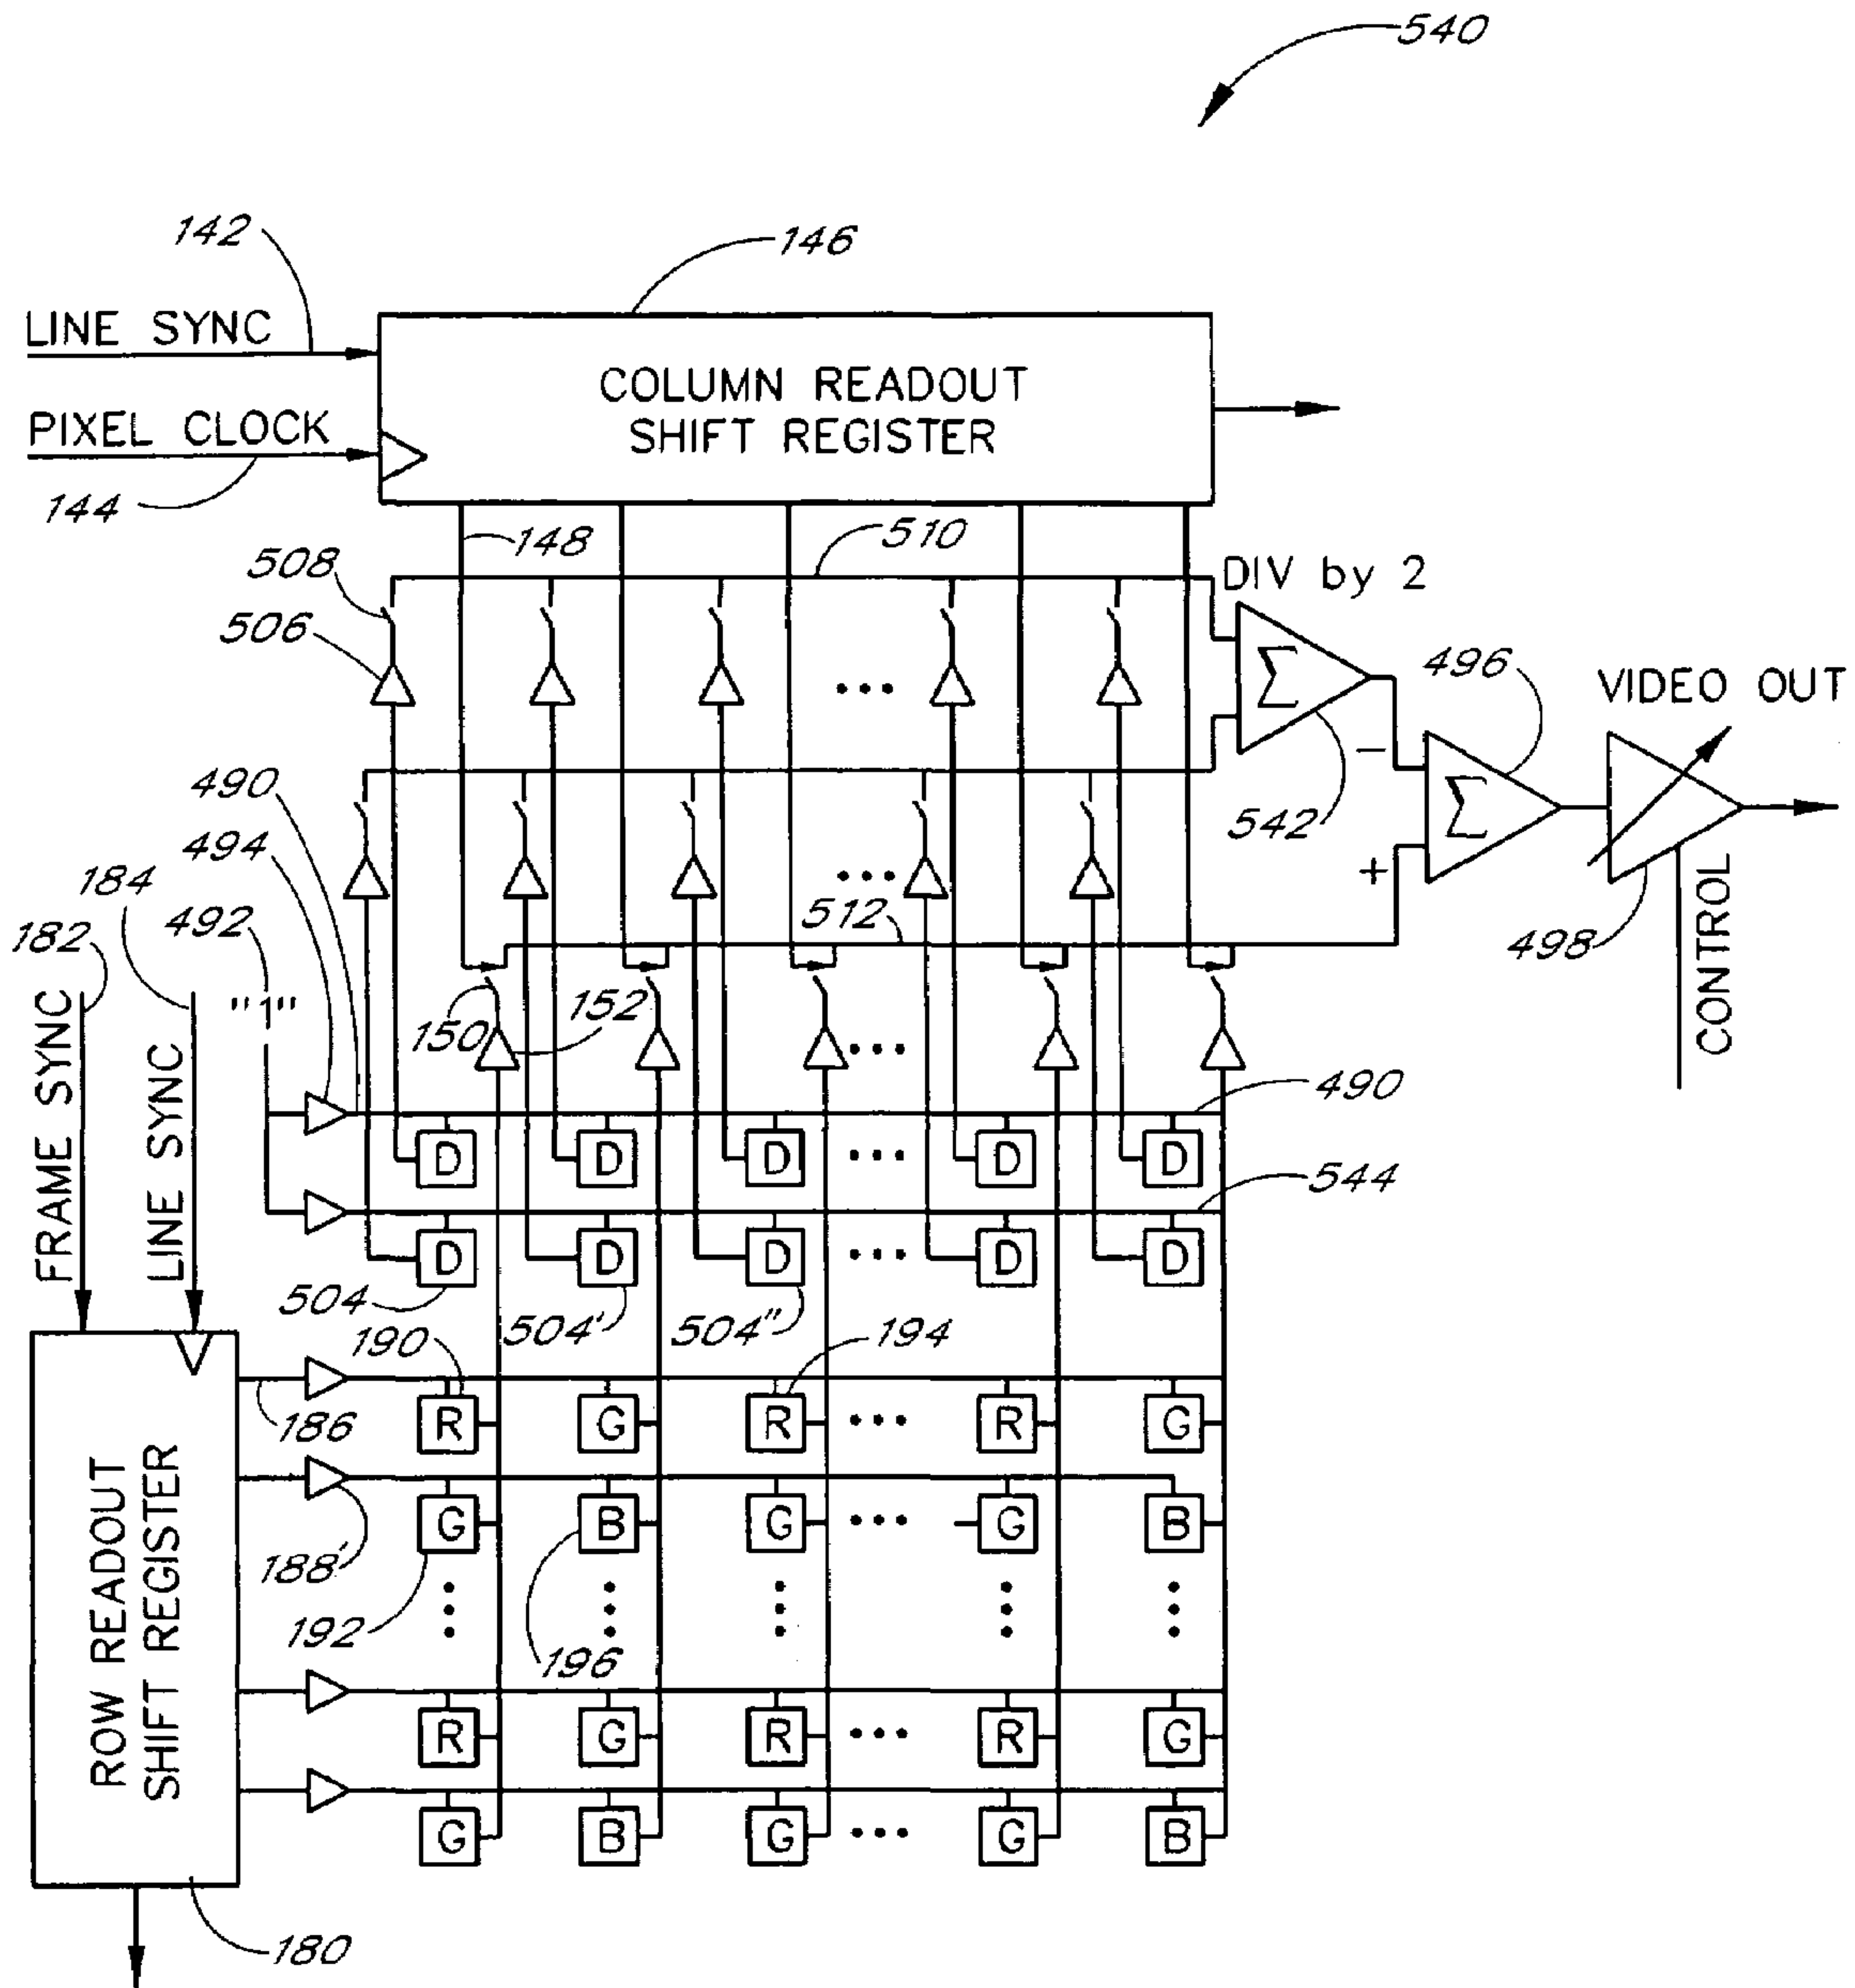 540
142
146
LINE SYNC
COLUMN READOUT
SHIFT REGISTER
PIXEL CLOCK
144
148
510
508
DIV by 2
506
Σ
496
VIDEO OUT
•••
−
490
542
Σ
494
•••
+
184
512
498
492
182
CONTROL
"1"
150
152
•••
FRAME SYNC
LINE SYNC
490
D D D ••• D D
544
D D D ••• D D
504
504'
504"
190
194
186
R G R ••• R G
188'
G B G ••• G B
192
196
ROW READOUT
SHIFT REGISTER
R G R ••• R G
G B G ••• G B
180